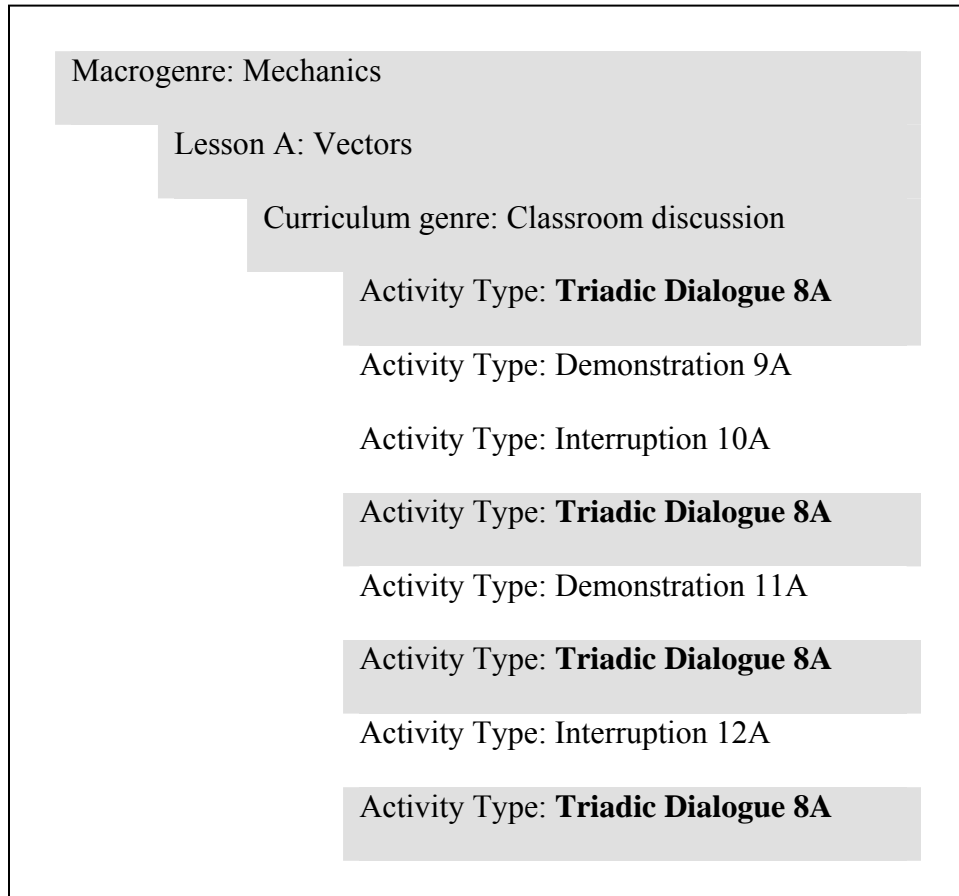 Macrogenre: Mechanics
Lesson A: Vectors
Curriculum genre: Classroom discussion
Activity Type: Triadic Dialogue 8A
Activity Type: Demonstration 9A
Activity Type: Interruption 10A
Activity Type: Triadic Dialogue 8A
Activity Type: Demonstration 11A
Activity Type: Triadic Dialogue 8A
Activity Type: Interruption 12A
Activity Type: Triadic Dialogue 8A